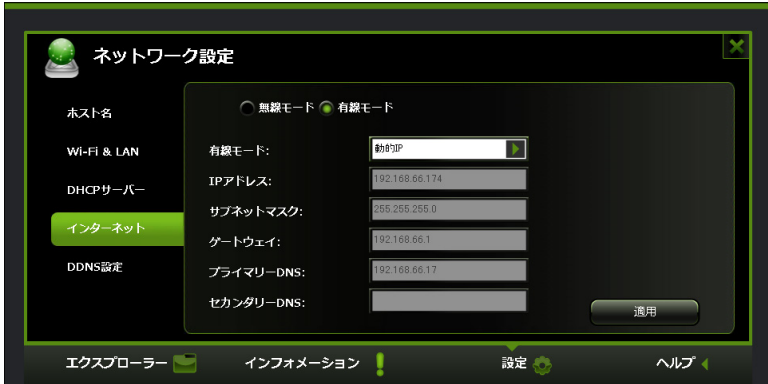 ネットワーク設定
ホスト名
Wi-Fi & LAN
DHCPサーバー
インターネット
DDNS設定
無線モード 有線モード
有線モード: 動的IP
IPアドレス: 192.168.66.174
サブネットマスク: 255.255.255.0
ゲートウェイ: 192.168.66.1
プライマリーDNS: 192.168.66.17
セカンダリーDNS:
適用
エクスプローラー インフォメーション 設定 ヘルプ